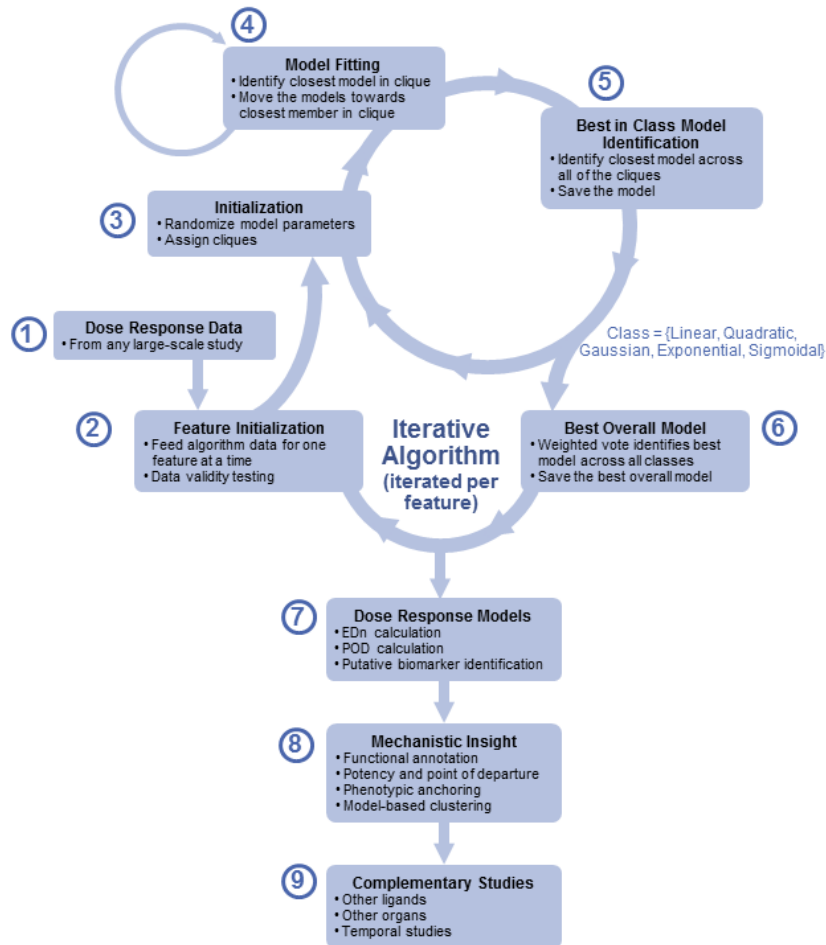 4
Model Fitting
• Identify closest model in clique
• Move the models towards
closest member in clique
5
Best in Class Model
Identification
• Identify closest model across
all of the cliques
• Save the model
3
Initialization
• Randomize model parameters
• Assign cliques
1
Dose Response Data
• From any large-scale study
Class = {Linear, Quadratic,
Gaussian, Exponential, Sigmoidal}
2
Feature Initialization
• Feed algorithm data for one
feature at a time
• Data validity testing
Iterative
Algorithm
(iterated per
feature)
6
Best Overall Model
• Weighted vote identifies best
model across all classes
• Save the best overall model
7
Dose Response Models
• EDn calculation
• POD calculation
• Putative biomarker identification
8
Mechanistic Insight
• Functional annotation
• Potency and point of departure
• Phenotypic anchoring
• Model-based clustering
9
Complementary Studies
• Other ligands
• Other organs
• Temporal studies